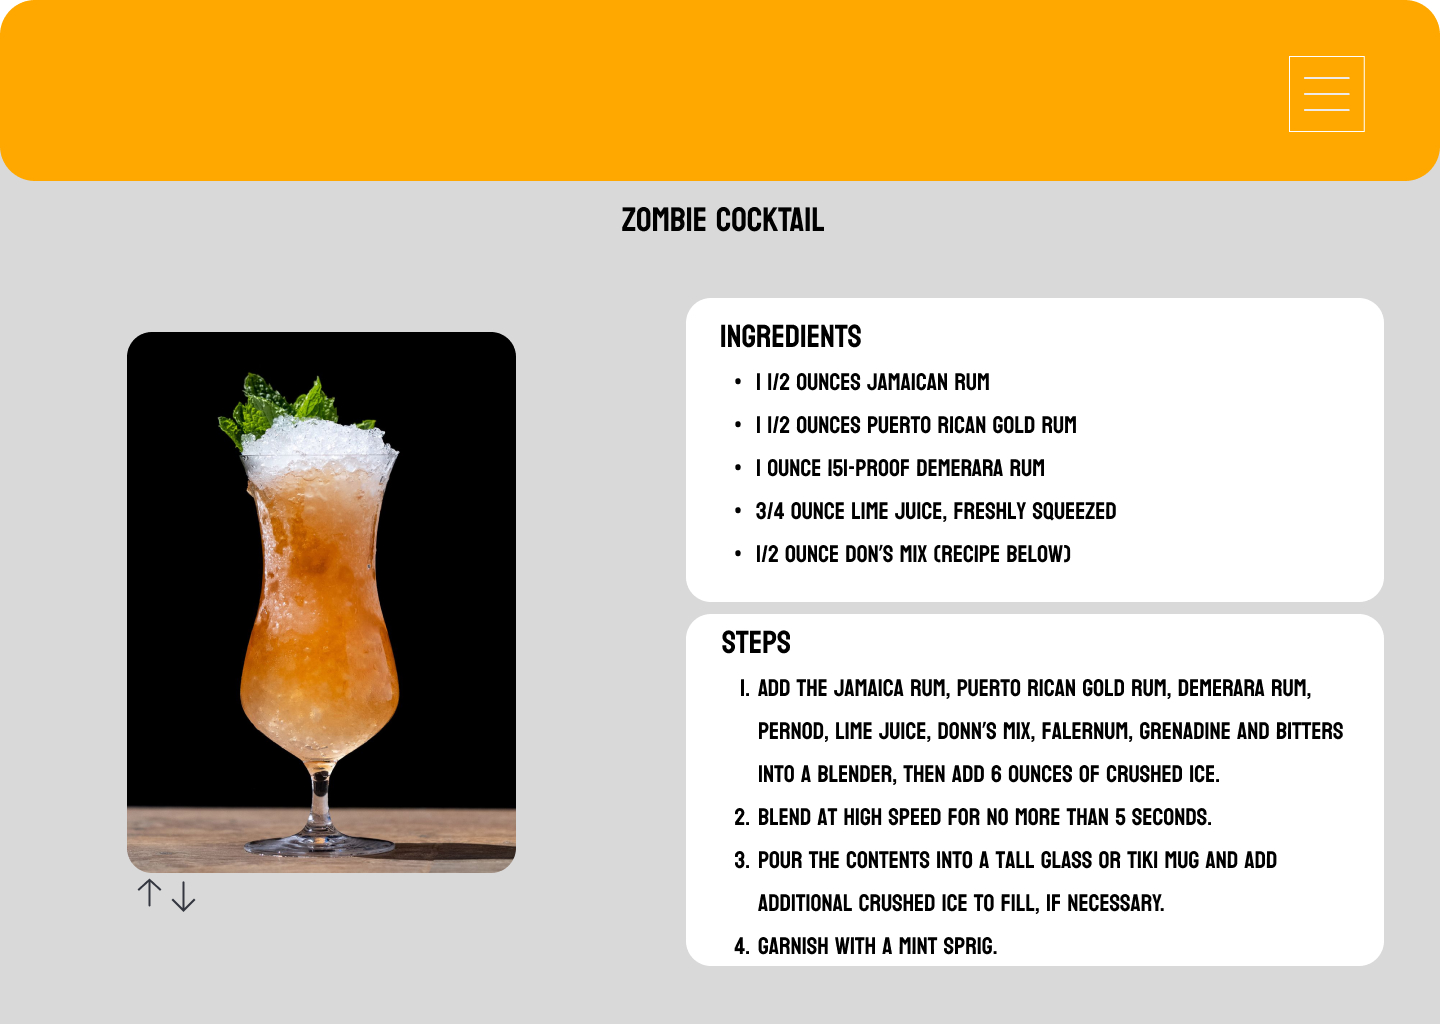 ZOMBIE COCKTAIL
INGREDIENTS
• 1 1/2 OUNCES JAMAICAN RUM
• 1 1/2 OUNCES PUERTO RICAN GOLD RUM
• 1 OUNCE 151-PROOF DEMERARA RUM
• 3/4 OUNCE LIME JUICE, FRESHLY SQUEEZED
• 1/2 OUNCE DON'S MIX (RECIPE BELOW)
STEPS
1. ADD THE JAMAICA RUM, PUERTO RICAN GOLD RUM, DEMERARA RUM,
PERNOD, LIME JUICE, DONN'S MIX, FALERNUM, GRENADINE AND BITTERS
INTO A BLENDER, THEN ADD 6 OUNCES OF CRUSHED ICE.
2. BLEND AT HIGH SPEED FOR NO MORE THAN 5 SECONDS.
3. POUR THE CONTENTS INTO A TALL GLASS OR TIKI MUG AND ADD
ADDITIONAL CRUSHED ICE TO FILL, IF NECESSARY.
4. GARNISH WITH A MINT SPRIG.